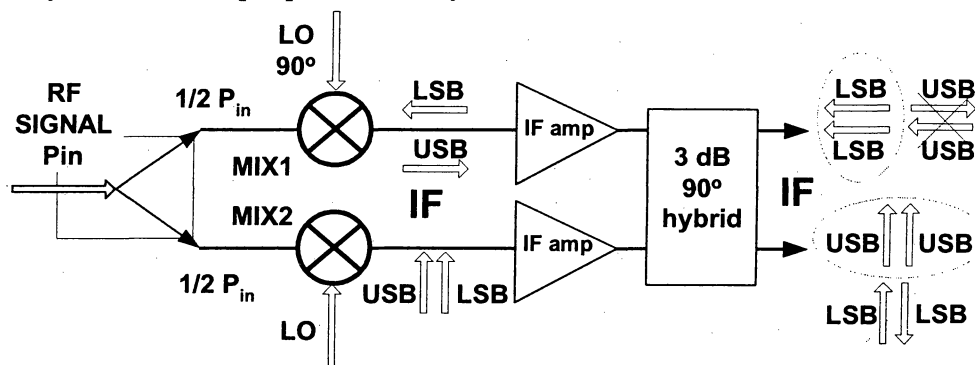 LO
90º
RF
SIGNAL
Pin
1/2 Pin
MIX1
LSB
USB
IF amp
3 dB
90º
hybrid
LSB
LSB
USB
USB
IF
IF
MIX2
1/2 Pin
LO
USB
LSB
IF amp
USB
USB
LSB
LSB